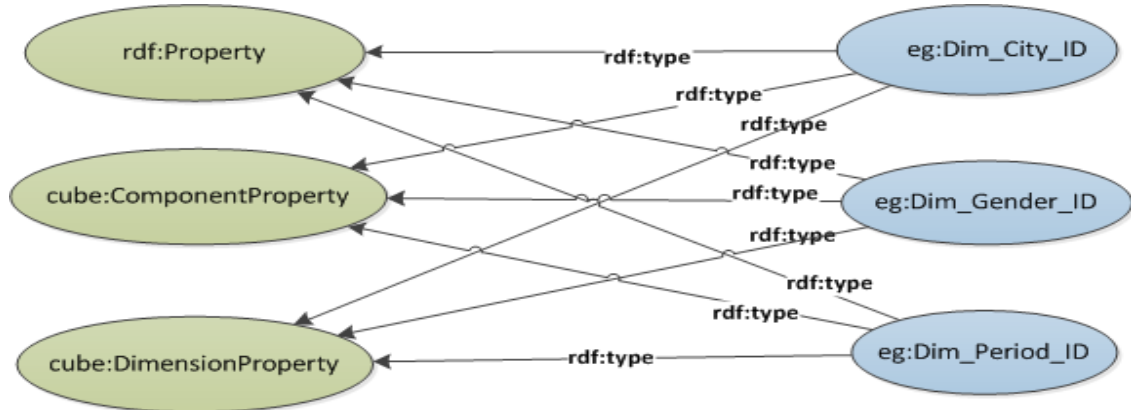 rdf:Property
rdf:type
eg:Dim_City_ID
rdf:type
rdf:type
rdf:type
cube:ComponentProperty
rdf:type
eg:Dim_Gender_ID
rdf:type
rdf:type
rdf:type
cube:DimensionProperty
rdf:type
eg:Dim_Period_ID